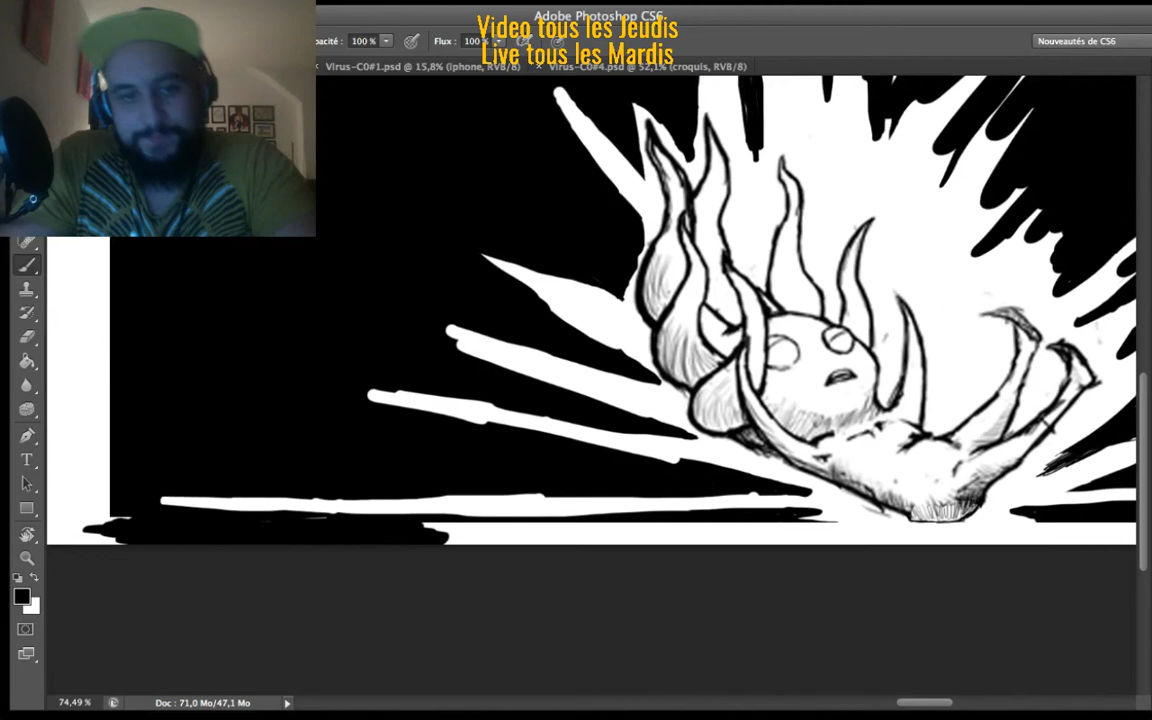 Adobe Photoshop CS6
Video tous les Jeudis
Live tous les Mardis
pacité : 100 % Flux : 100 % Nouveautés de CS6
Virus-C0#1.psd @ 15,8% (iphone, RVB/8) Virus-C0#4.psd @ 52,1% (croquis, RVB/8)
T
74,49 % Doc : 71,0 Mo/47,1 Mo